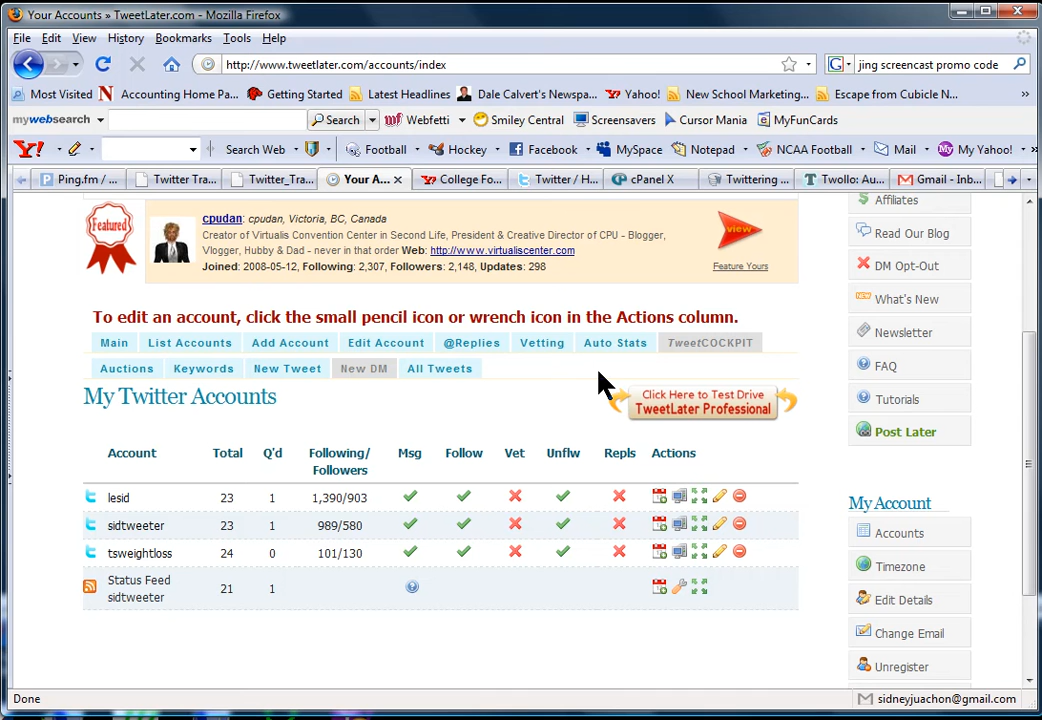 Your Accounts » TweetLater.com - Mozilla Firefox
File Edit View History Bookmarks Tools Help
http://www.tweetlater.com/accounts/index
jing screencast promo code
Most Visited Accounting Home Pa... Getting Started Latest Headlines Dale Calvert's Newspa... Yahoo! New School Marketing... Escape from Cubicle N... »
mywebsearch Search Webfetti Smiley Central Screensavers Cursor Mania MyFunCards
Y! Search Web Football Hockey Facebook MySpace Notepad NCAA Football Mail My Yahoo! »
Ping.fm / ... Twitter Tra... Twitter_Tra... Your A... College Fo... Twitter / H... cPanel X Twittering ... Twollo: Au... Gmail - Inb...
Featured
cpudan: cpudan, Victoria, BC, Canada
Creator of Virtualis Convention Center in Second Life, President & Creative Director of CPU - Blogger,
Vlogger, Hubby & Dad - never in that order Web: http://www.virtualiscenter.com
Joined: 2008-05-12, Following: 2,307, Followers: 2,148, Updates: 298
view
Feature Yours
To edit an account, click the small pencil icon or wrench icon in the Actions column.
Main List Accounts Add Account Edit Account @Replies Vetting Auto Stats TweetCOCKPIT
Auctions Keywords New Tweet New DM All Tweets
My Twitter Accounts
Click Here to Test Drive
TweetLater Professional
Account Total Q'd Following/ Msg Follow Vet Unflw Repls Actions
Followers
lesid 23 1 1,390/903
sidtweeter 23 1 989/580
tsweightloss 24 0 101/130
Status Feed
sidtweeter 21 1
Affiliates
Read Our Blog
DM Opt-Out
NEW What's New
Newsletter
FAQ
Tutorials
Post Later
My Account
Accounts
Timezone
Edit Details
Change Email
Unregister
Done
sidneyjuachon@gmail.com